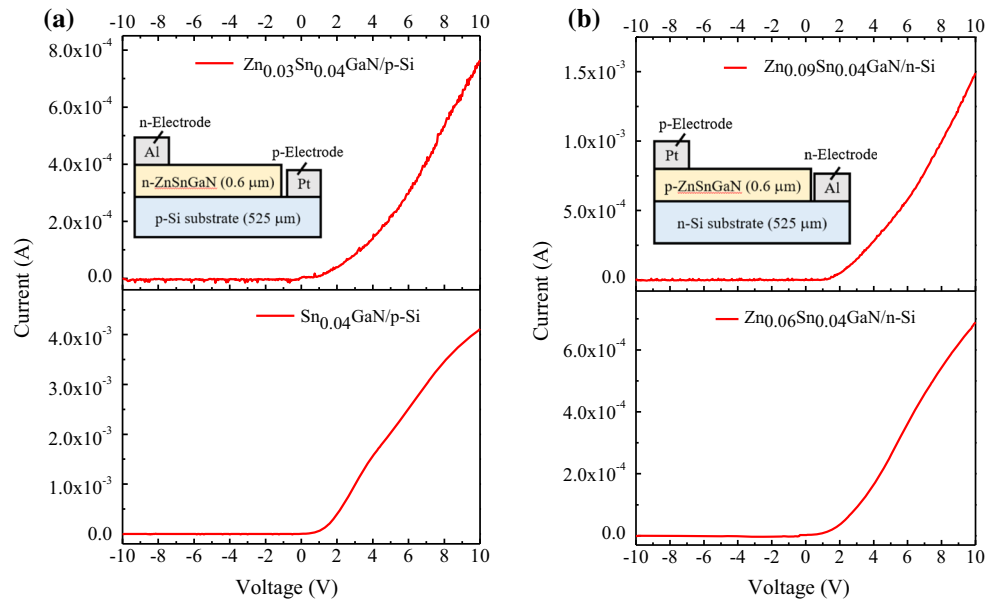 (a)
-10 -8 -6 -4 -2 0 2 4 6 8 10
8.0x10-4
6.0x10-4
4.0x10-4
2.0x10-4
0.0
Zn0.03Sn0.04GaN/p-Si
n-Electrode
Al
p-Electrode
Pt
n-ZnSnGaN (0.6 μm)
p-Si substrate (525 μm)
Current (A)
4.0x10-3
3.0x10-3
2.0x10-3
1.0x10-3
0.0
Sn0.04GaN/p-Si
-10 -8 -6 -4 -2 0 2 4 6 8 10
Voltage (V)
(b)
-10 -8 -6 -4 -2 0 2 4 6 8 10
1.5x10-3
1.0x10-3
5.0x10-4
0.0
Zn0.09Sn0.04GaN/n-Si
p-Electrode
Pt
n-Electrode
Al
p-ZnSnGaN (0.6 μm)
n-Si substrate (525 μm)
Current (A)
6.0x10-4
4.0x10-4
2.0x10-4
0.0
Zn0.06Sn0.04GaN/n-Si
-10 -8 -6 -4 -2 0 2 4 6 8 10
Voltage (V)